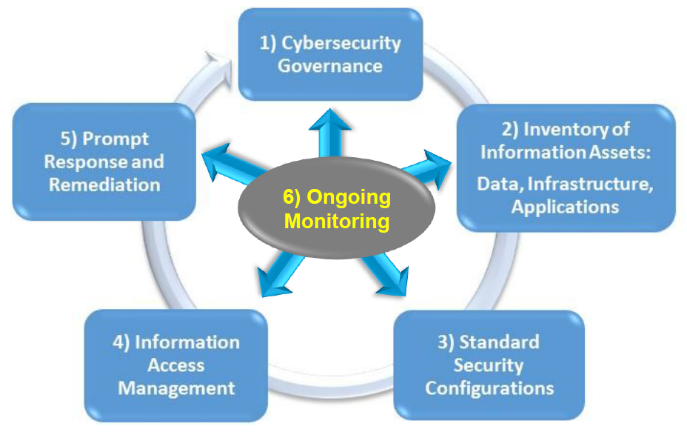 1) Cybersecurity
Governance
2) Inventory of
Information Assets:
Data, Infrastructure,
Applications
3) Standard
Security
Configurations
4) Information
Access
Management
5) Prompt
Response and
Remediation
6) Ongoing
Monitoring